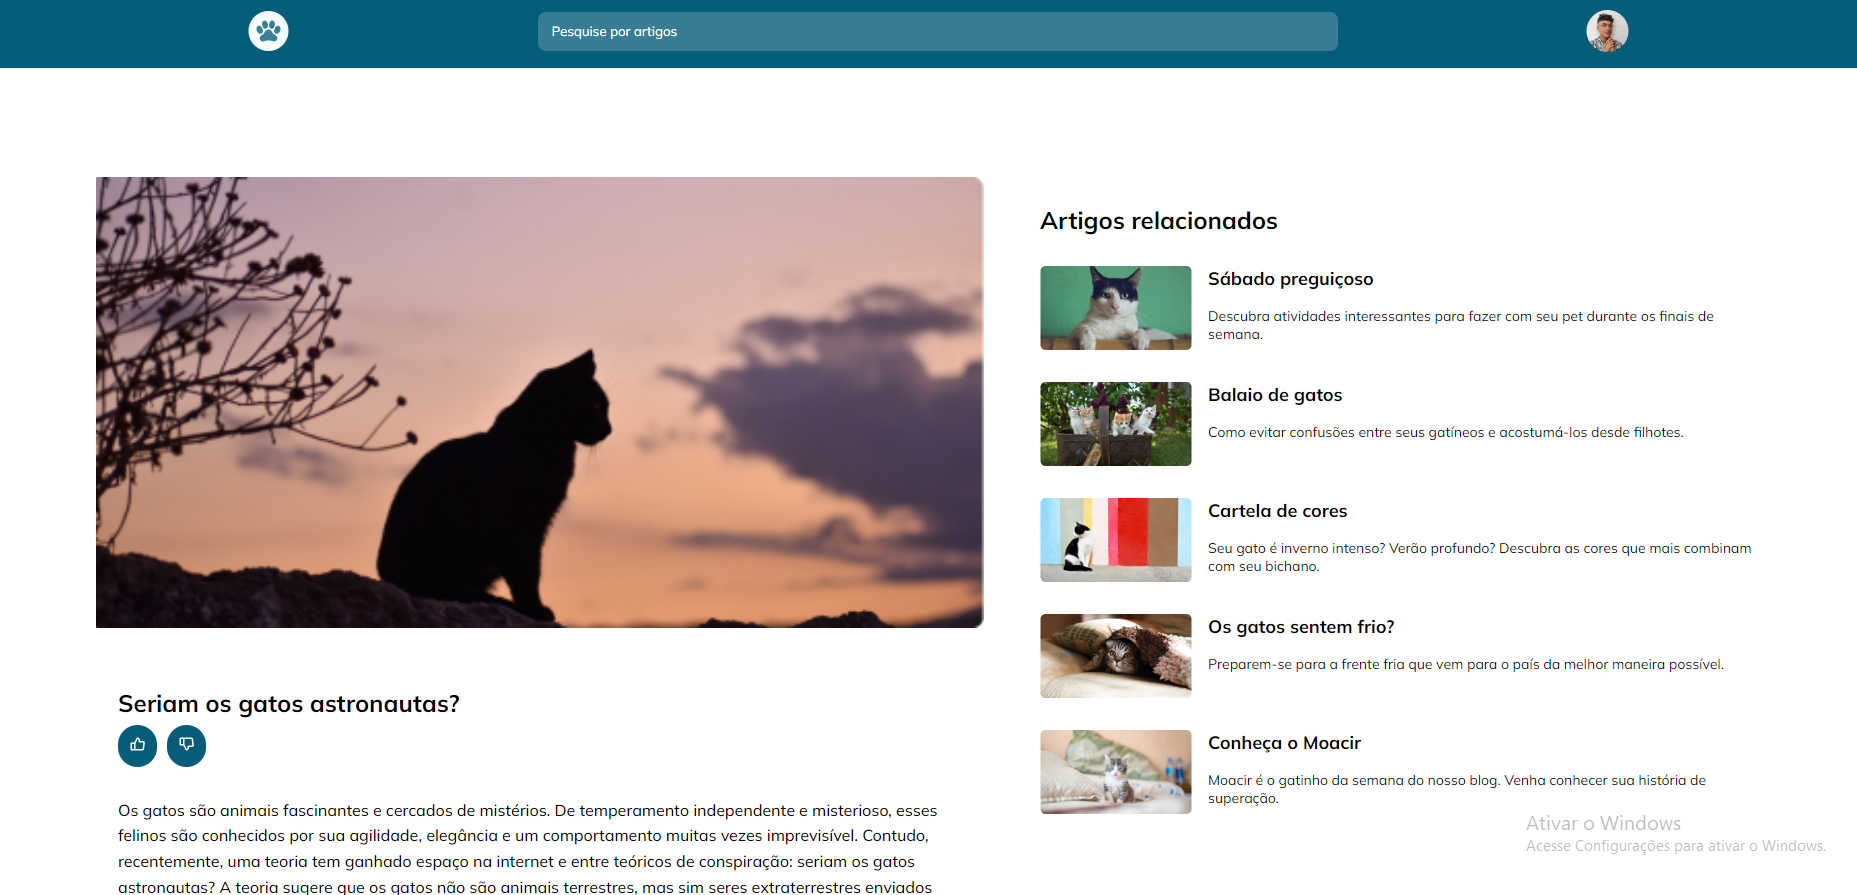 Pesquise por artigos
Seriam os gatos astronautas?
Os gatos são animais fascinantes e cercados de mistérios. De temperamento independente e misterioso, esses
felinos são conhecidos por sua agilidade, elegância e um comportamento muitas vezes imprevisível. Contudo,
recentemente, uma teoria tem ganhado espaço na internet e entre teóricos de conspiração: seriam os gatos
astronautas? A teoria sugere que os gatos não são animais terrestres, mas sim seres extraterrestres enviados
Artigos relacionados
Sábado preguiçoso
Descubra atividades interessantes para fazer com seu pet durante os finais de
semana.
Balaio de gatos
Como evitar confusões entre seus gatíneos e acostumá-los desde filhotes.
Cartela de cores
Seu gato é inverno intenso? Verão profundo? Descubra as cores que mais combinam
com seu bichano.
Os gatos sentem frio?
Preparem-se para a frente fria que vem para o país da melhor maneira possível.
Conheça o Moacir
Moacir é o gatinho da semana do nosso blog. Venha conhecer sua história de
superação.
Ativar o Windows
Acesse Configurações para ativar o Windows.